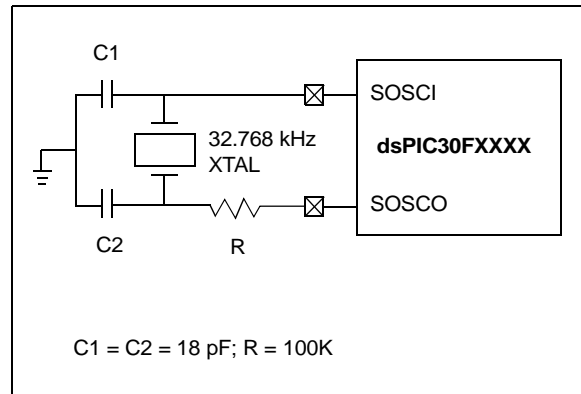 C1
SOSCI
32.768 kHz
XTAL
dsPIC30FXXXX
SOSCO
C2
R
C1 = C2 = 18 pF; R = 100K